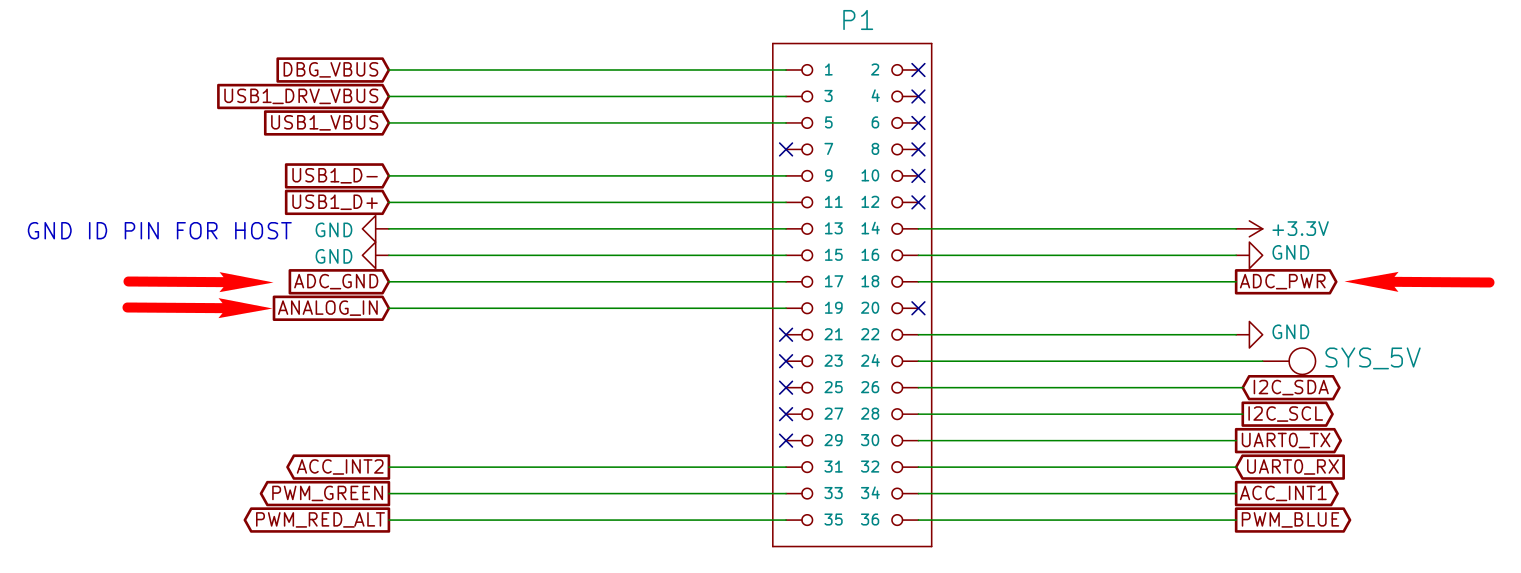 P1
DBG_VBUS 1 2
USB1_DRV_VBUS 3 4
USB1_VBUS 5 6
7 8
USB1_D- 9 10
USB1_D+ 11 12
GND ID PIN FOR HOST GND 13 14 +3.3V
GND 15 16 GND
ADC_GND 17 18 ADC_PWR
ANALOG_IN 19 20
21 22 GND
23 24 SYS_5V
25 26 I2C_SDA
27 28 I2C_SCL
29 30 UART0_TX
ACC_INT2 31 32 UART0_RX
PWM_GREEN 33 34 ACC_INT1
PWM_RED_ALT 35 36 PWM_BLUE